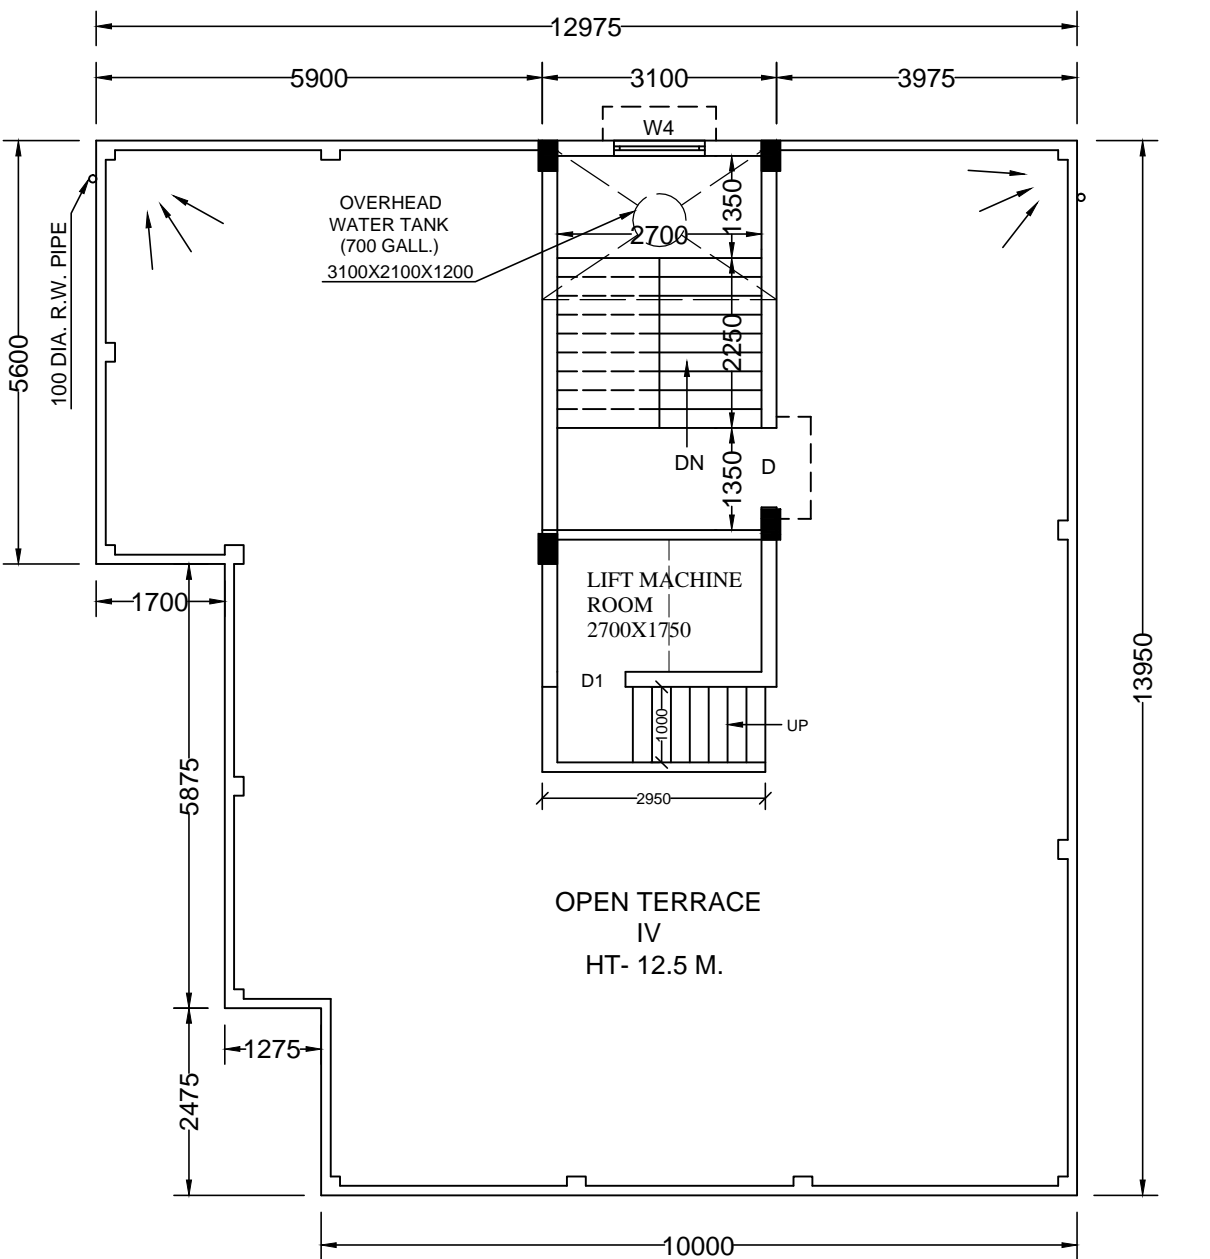 12975
5900
3100
3975
W4
OVERHEAD
WATER TANK
(700 GALL.)
3100X2100X1200
1350
2700
100 DIA. R.W. PIPE
5600
2250
DN
1350
D
LIFT MACHINE
ROOM
2700X1750
1700
13950
D1
1000
UP
2950
5875
OPEN TERRACE
IV
HT- 12.5 M.
1275
2475
10000